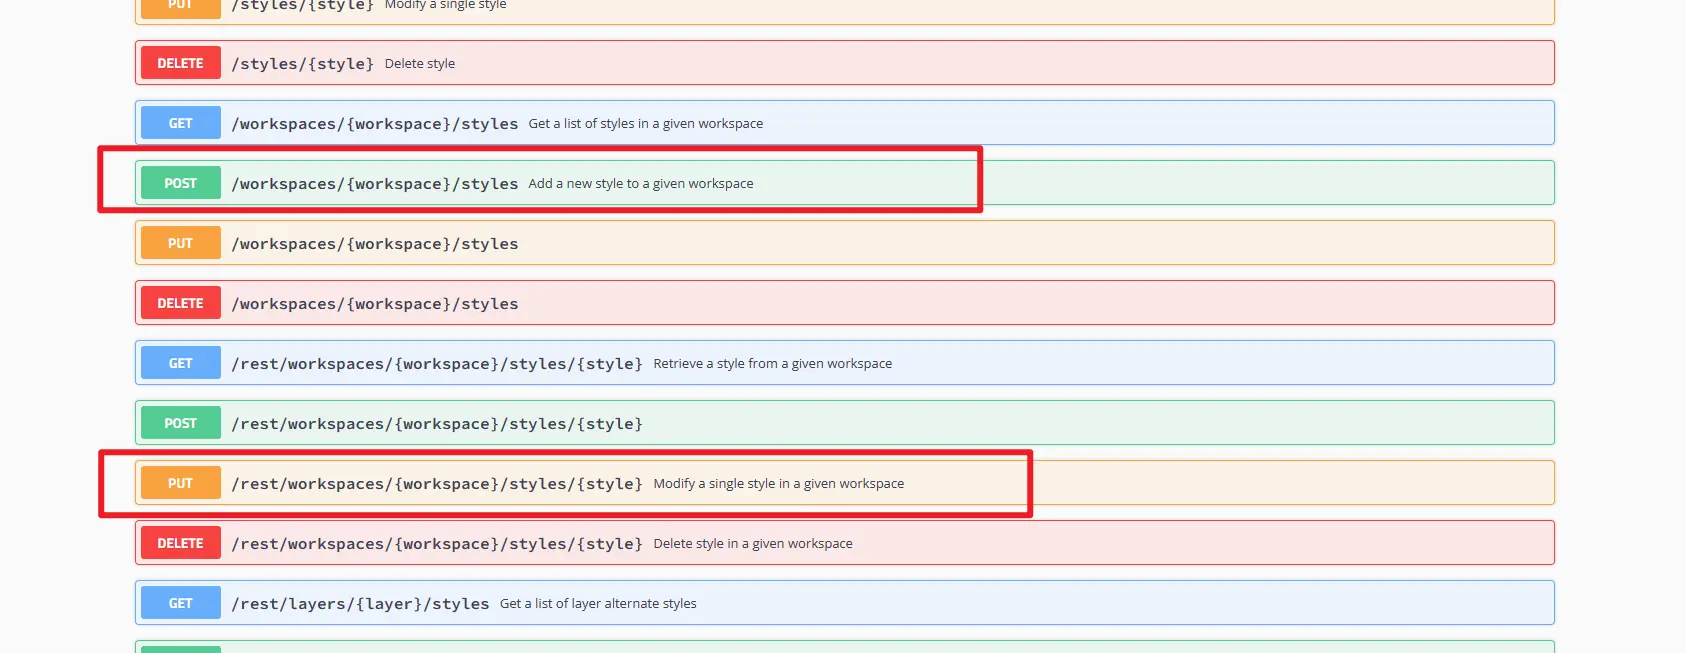 PUT /styles/{style} Modify a single style
DELETE /styles/{style} Delete style
GET /workspaces/{workspace}/styles Get a list of styles in a given workspace
POST /workspaces/{workspace}/styles Add a new style to a given workspace
PUT /workspaces/{workspace}/styles
DELETE /workspaces/{workspace}/styles
GET /rest/workspaces/{workspace}/styles/{style} Retrieve a style from a given workspace
POST /rest/workspaces/{workspace}/styles/{style}
PUT /rest/workspaces/{workspace}/styles/{style} Modify a single style in a given workspace
DELETE /rest/workspaces/{workspace}/styles/{style} Delete style in a given workspace
GET /rest/layers/{layer}/styles Get a list of layer alternate styles